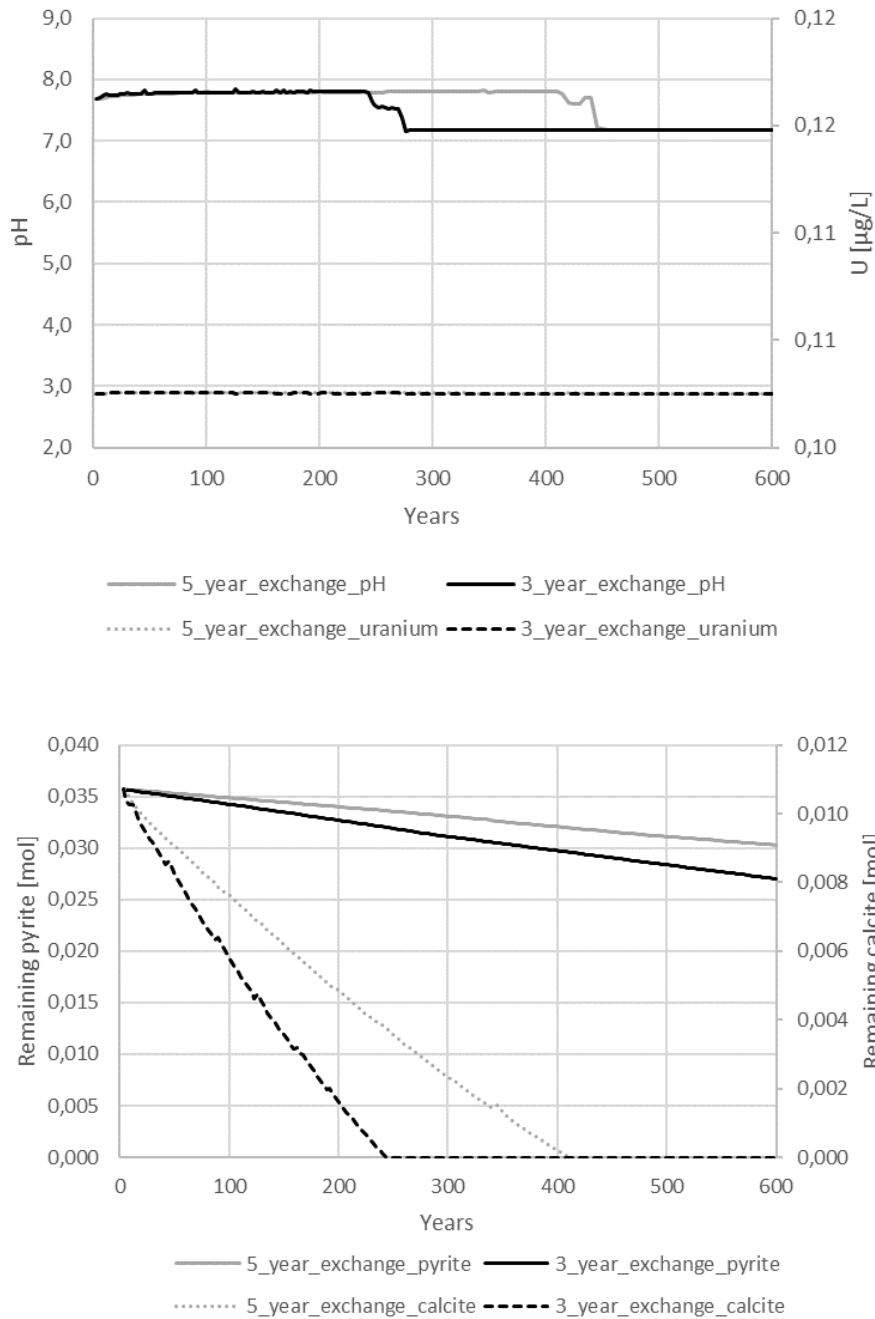 9,0
8,0
7,0
6,0
5,0
4,0
3,0
2,0
pH
0,12
0,12
0,11
0,11
0,10
U [µg/L]
0 100 200 300 400 500 600
Years
5_year_exchange_pH 3_year_exchange_pH
5_year_exchange_uranium 3_year_exchange_uranium
0,040
0,035
0,030
0,025
0,020
0,015
0,010
0,005
0,000
Remaining pyrite [mol]
0,012
0,010
0,008
0,006
0,004
0,002
0,000
Remaining calcite [mol]
0 100 200 300 400 500 600
Years
5_year_exchange_pyrite 3_year_exchange_pyrite
5_year_exchange_calcite 3_year_exchange_calcite